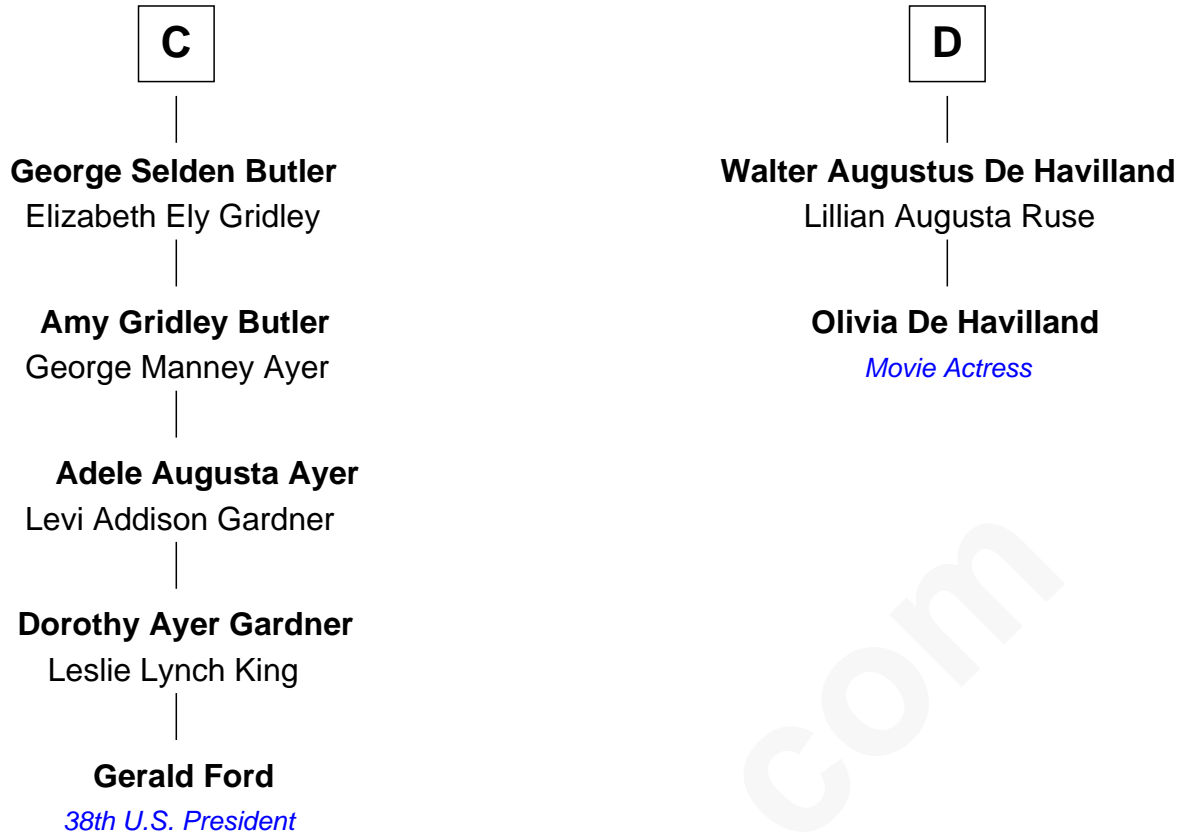 C
George Selden Butler
Elizabeth Ely Gridley
Amy Gridley Butler
George Manney Ayer
Adele Augusta Ayer
Levi Addison Gardner
Dorothy Ayer Gardner
Leslie Lynch King
Gerald Ford
38th U.S. President
D
Walter Augustus De Havilland
Lillian Augusta Ruse
Olivia De Havilland
Movie Actress
com